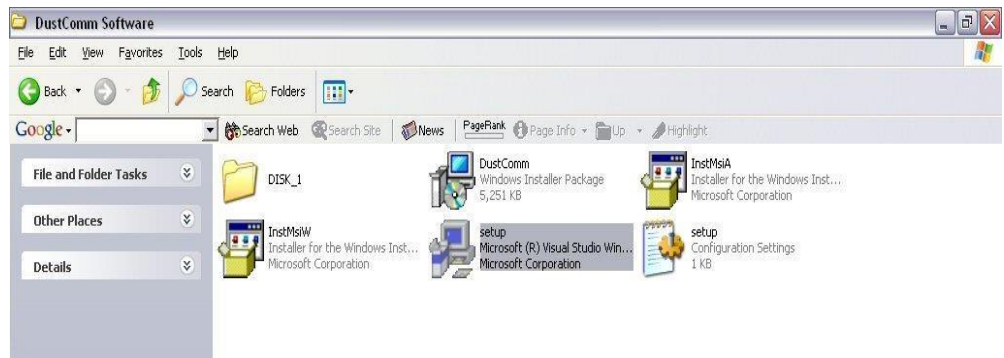 DustComm Software
File Edit View Favorites Tools Help
Back Search Folders
Google Search Web Search Site News PageRank Page Info Up Highlight
File and Folder Tasks
Other Places
Details
DISK_1
DustComm
Windows Installer Package
5,251 KB
InstMsiA
Installer for the Windows Inst...
Microsoft Corporation
InstMsiW
Installer for the Windows Inst...
Microsoft Corporation
setup
Microsoft (R) Visual Studio Win...
Microsoft Corporation
setup
Configuration Settings
1 KB